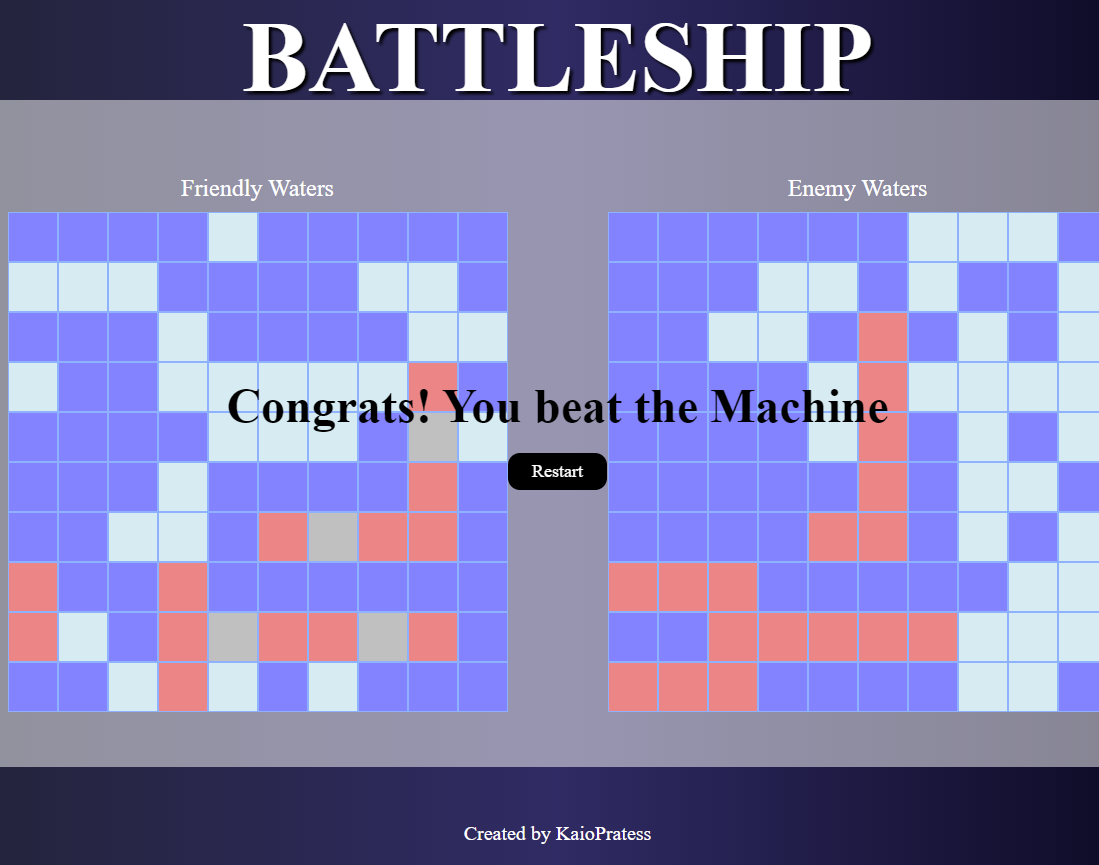 BATTLESHIP
Friendly Waters
Enemy Waters
Congrats! You beat the Machine
Restart
Created by KaioPratess